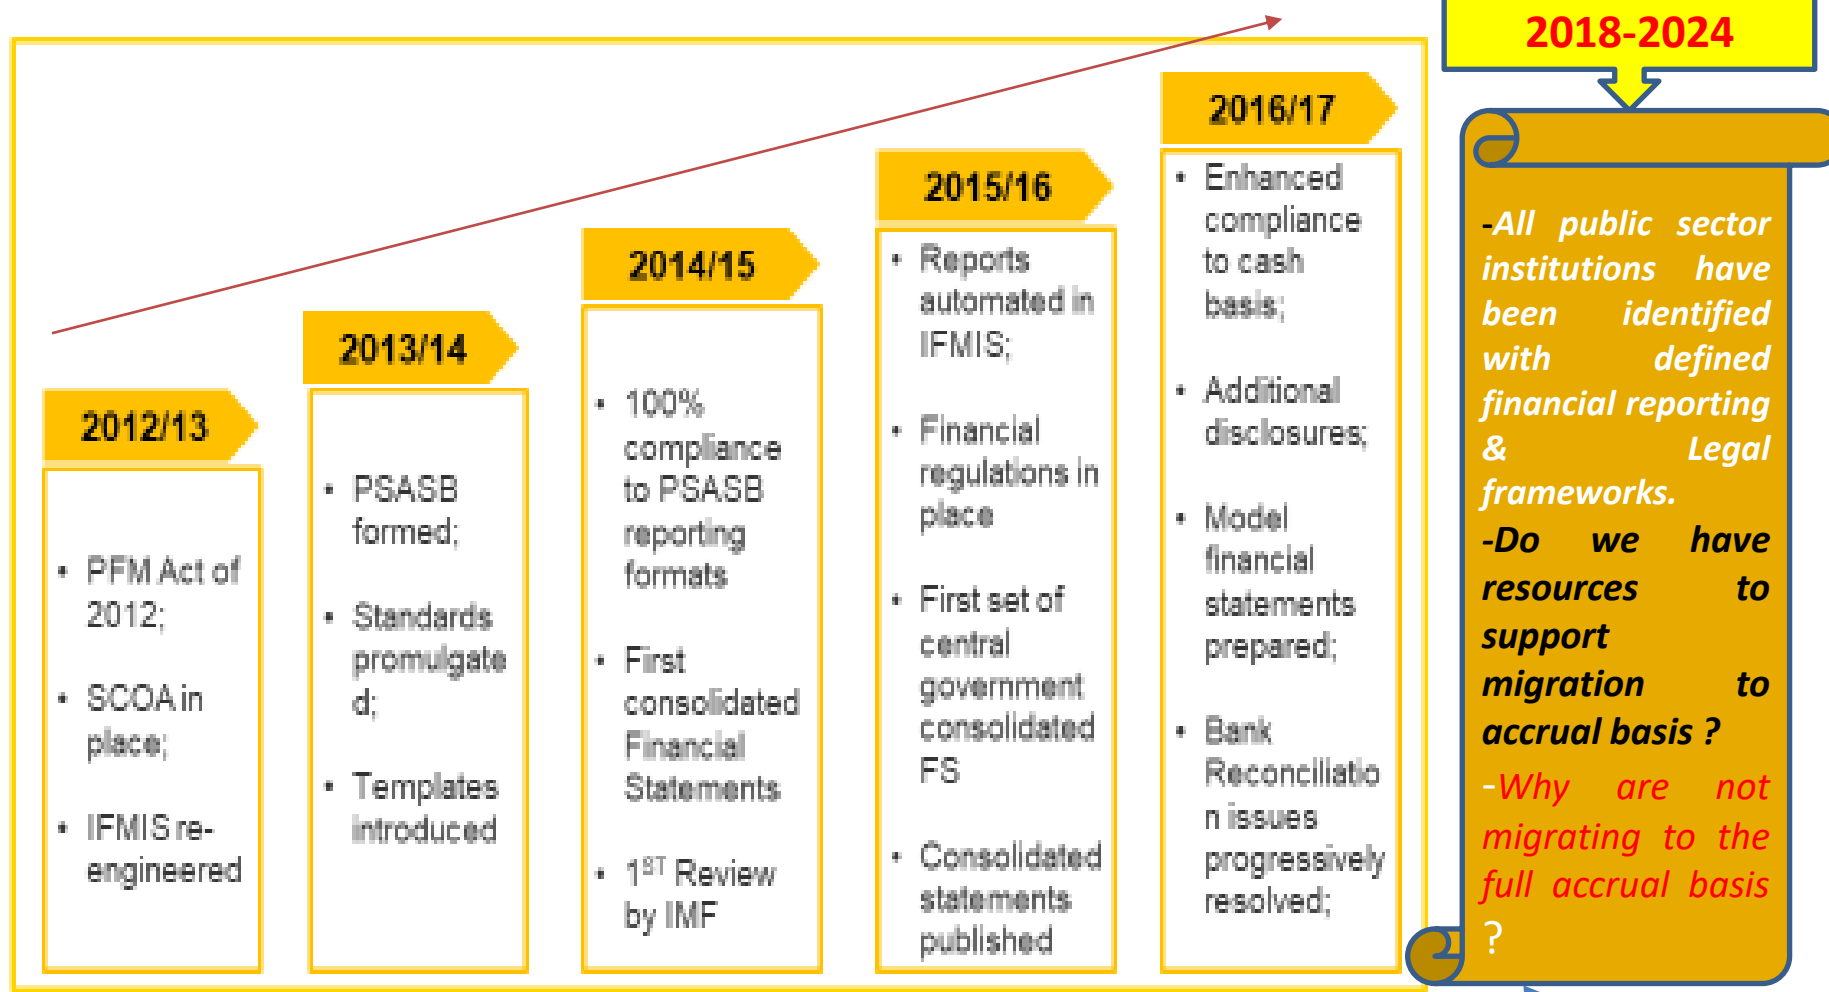 2012/13
• PFM Act of
2012;
• SCOA in
place;
• IFMIS re-
engineered
2013/14
• PSASB
formed;
• Standards
promulgate
d;
• Templates
introduced
2014/15
• 100%
compliance
to PSASB
reporting
formats
• First
consolidated
Financial
Statements
• 1ST Review
by IMF
2015/16
• Reports
automated in
IFMIS;
• Financial
regulations in
place
• First set of
central
government
consolidated
FS
• Consolidated
statements
published
2016/17
• Enhanced
compliance
to cash
basis;
• Additional
disclosures;
• Model
financial
statements
prepared;
• Bank
Reconciliatio
n issues
progressively
resolved;
2018-2024
-All public sector
institutions have
been identified
with defined
financial reporting
& Legal
frameworks.
-Do we have
resources to
support
migration to
accrual basis ?
-Why are not
migrating to the
full accrual basis
?